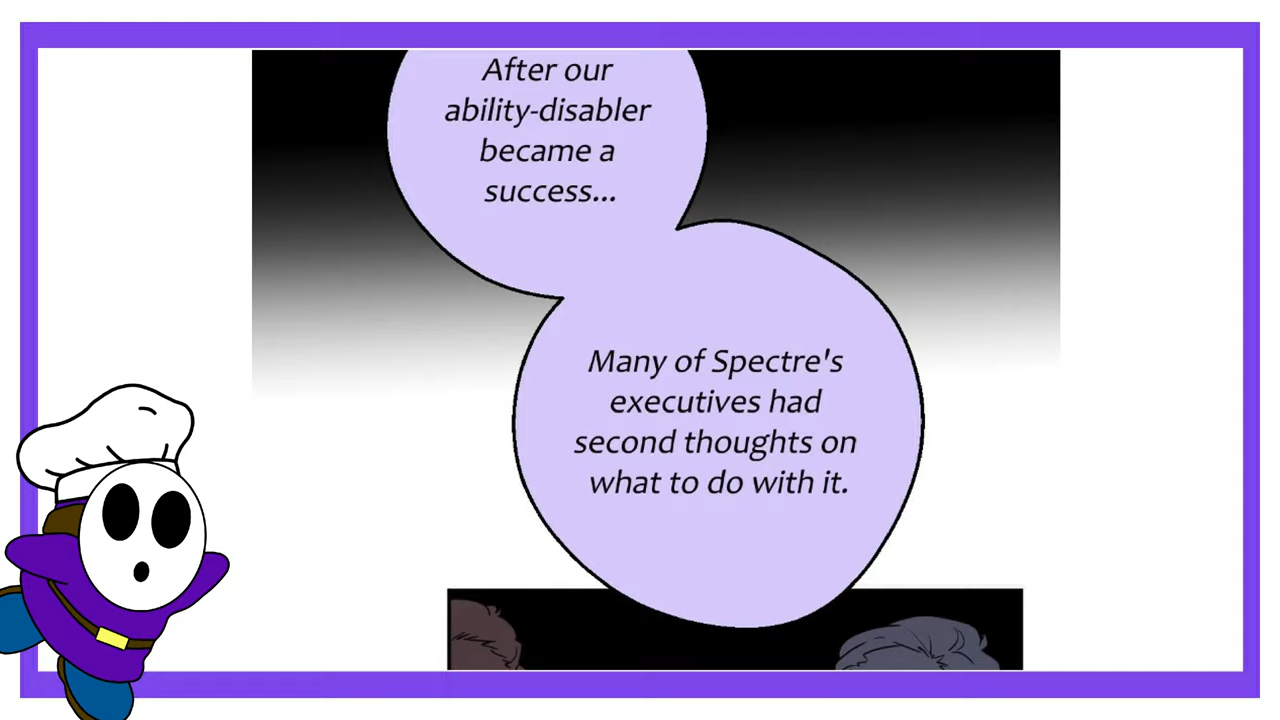 After our
ability-disabler
became a
success...
Many of Spectre's
executives had
second thoughts on
what to do with it.